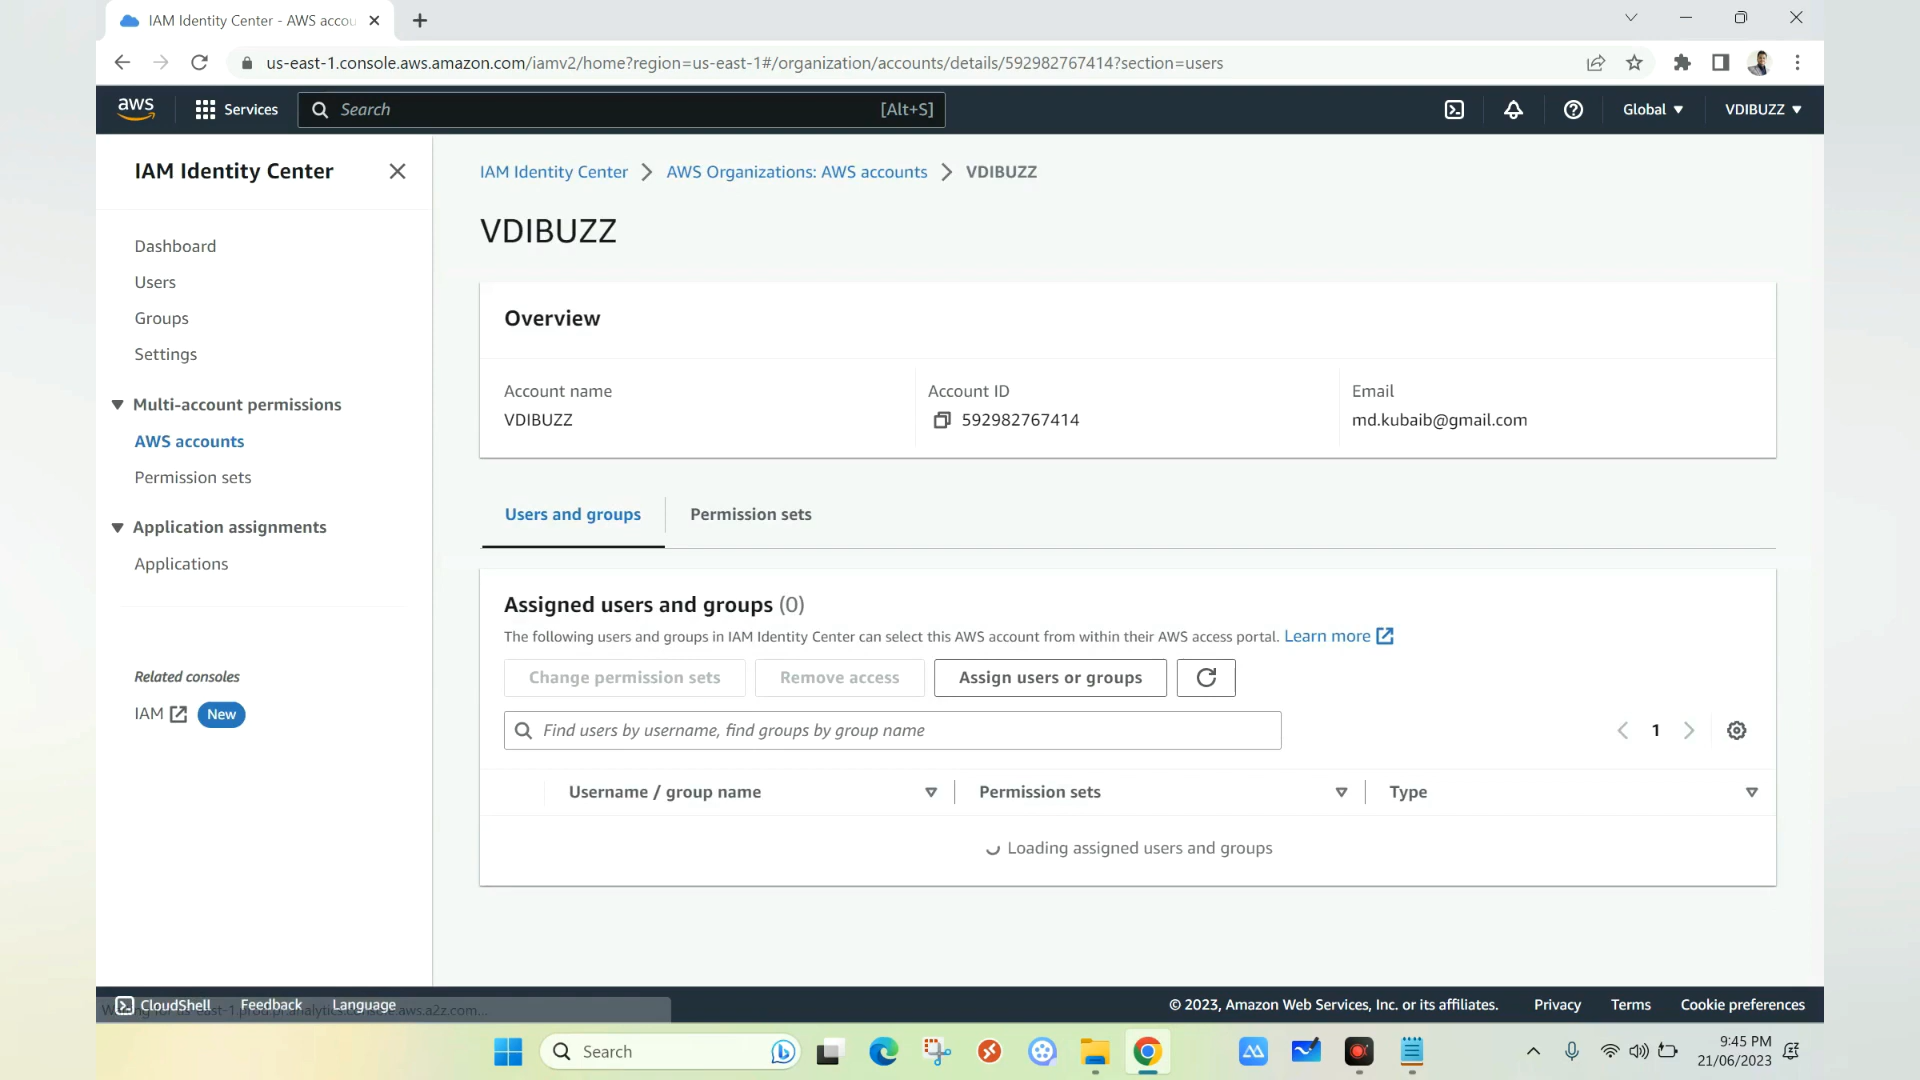 IAM Identity Center - AWS accou
us-east-1.console.aws.amazon.com/iamv2/home?region=us-east-1#/organization/accounts/details/592982767414?section=users
aws
Services
Search [Alt+S]
Global
VDIBUZZ
IAM Identity Center
Dashboard
Users
Groups
Settings
Multi-account permissions
AWS accounts
Permission sets
Application assignments
Applications
Related consoles
IAM New
IAM Identity Center > AWS Organizations: AWS accounts > VDIBUZZ
VDIBUZZ
Overview
Account name
VDIBUZZ
Account ID
592982767414
Email
md.kubaib@gmail.com
Users and groups
Permission sets
Assigned users and groups (0)
The following users and groups in IAM Identity Center can select this AWS account from within their AWS access portal. Learn more
Change permission sets
Remove access
Assign users or groups
Find users by username, find groups by group name
1
Username / group name
Permission sets
Type
Loading assigned users and groups
CloudShell
Feedback
Language
© 2023, Amazon Web Services, Inc. or its affiliates.
Privacy
Terms
Cookie preferences
Search
9:45 PM
21/06/2023